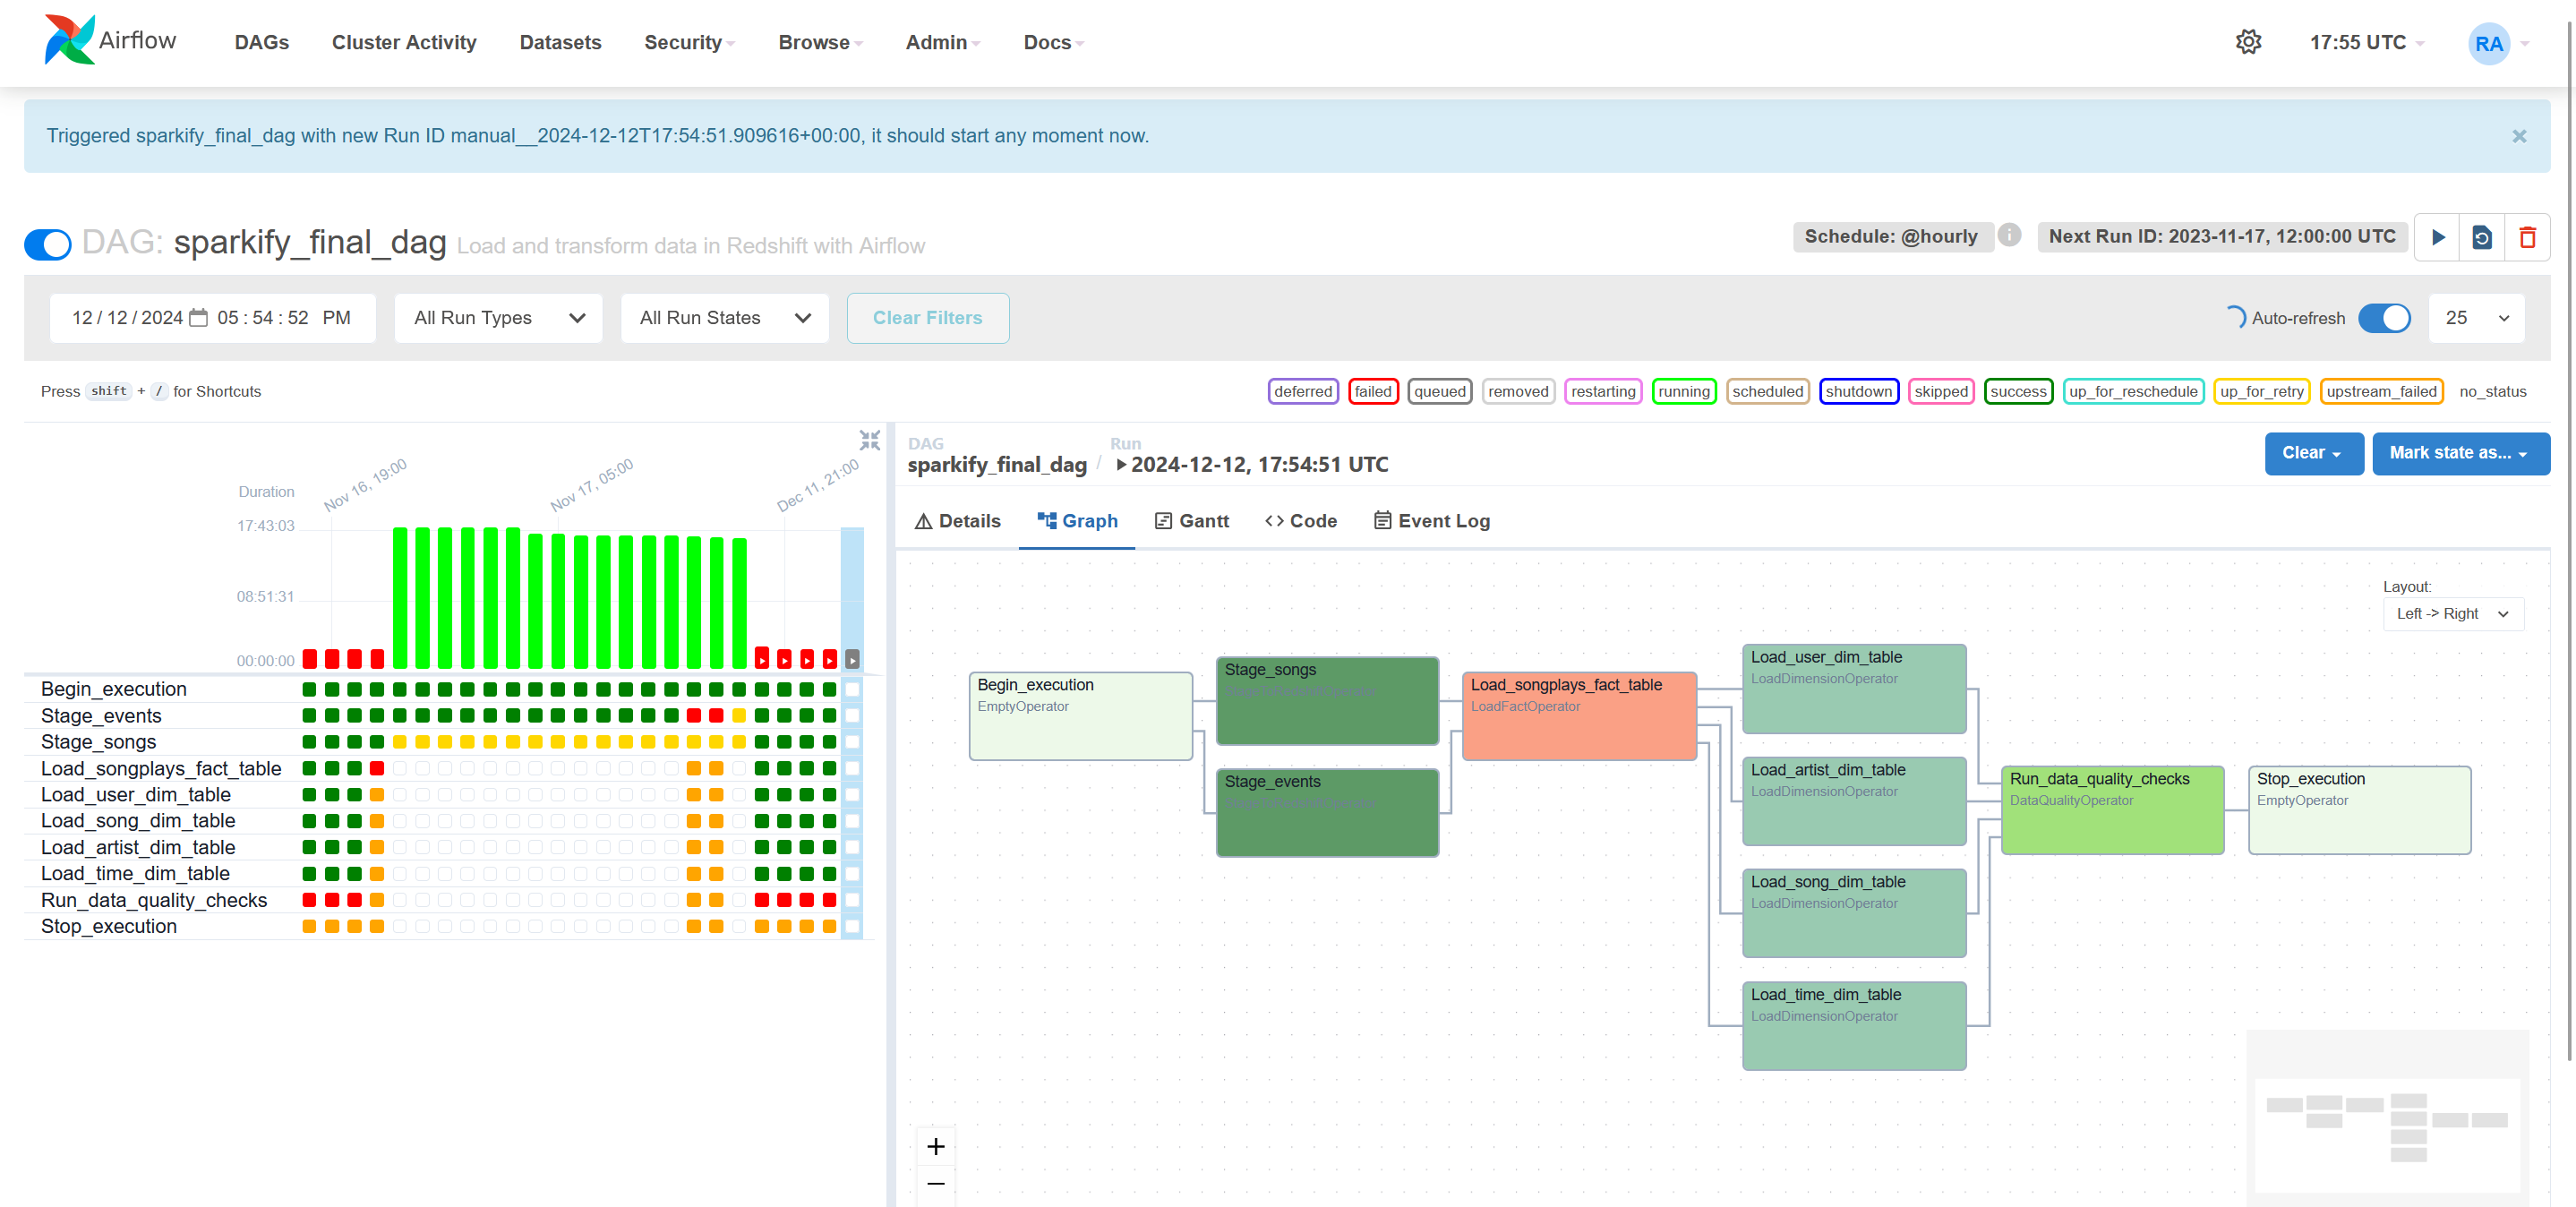 Airflow DAGs Cluster Activity Datasets Security Browse Admin Docs 17:55 UTC RA
Triggered sparkify_final_dag with new Run ID manual__2024-12-12T17:54:51.909616+00:00, it should start any moment now. ×
DAG: sparkify_final_dag Load and transform data in Redshift with Airflow Schedule: @hourly Next Run ID: 2023-11-17, 12:00:00 UTC
12 / 12 / 2024 05 : 54 : 52 PM All Run Types All Run States Clear Filters Auto-refresh 25
Press shift + / for Shortcuts deferred failed queued removed restarting running scheduled shutdown skipped success up_for_reschedule up_for_retry upstream_failed no_status
Duration
Nov 16, 19:00
Nov 17, 05:00
Dec 11, 21:00
17:43:03
08:51:31
00:00:00
Begin_execution
Stage_events
Stage_songs
Load_songplays_fact_table
Load_user_dim_table
Load_song_dim_table
Load_artist_dim_table
Load_time_dim_table
Run_data_quality_checks
Stop_execution
DAG
sparkify_final_dag
/
Run
2024-12-12, 17:54:51 UTC
Clear
Mark state as...
Details Graph Gantt Code Event Log
Layout:
Left -> Right
Begin_execution
EmptyOperator
Stage_songs
Stage_events
Load_songplays_fact_table
LoadFactOperator
Load_user_dim_table
LoadDimensionOperator
Load_artist_dim_table
LoadDimensionOperator
Load_song_dim_table
LoadDimensionOperator
Load_time_dim_table
LoadDimensionOperator
Run_data_quality_checks
DataQualityOperator
Stop_execution
EmptyOperator
+
−